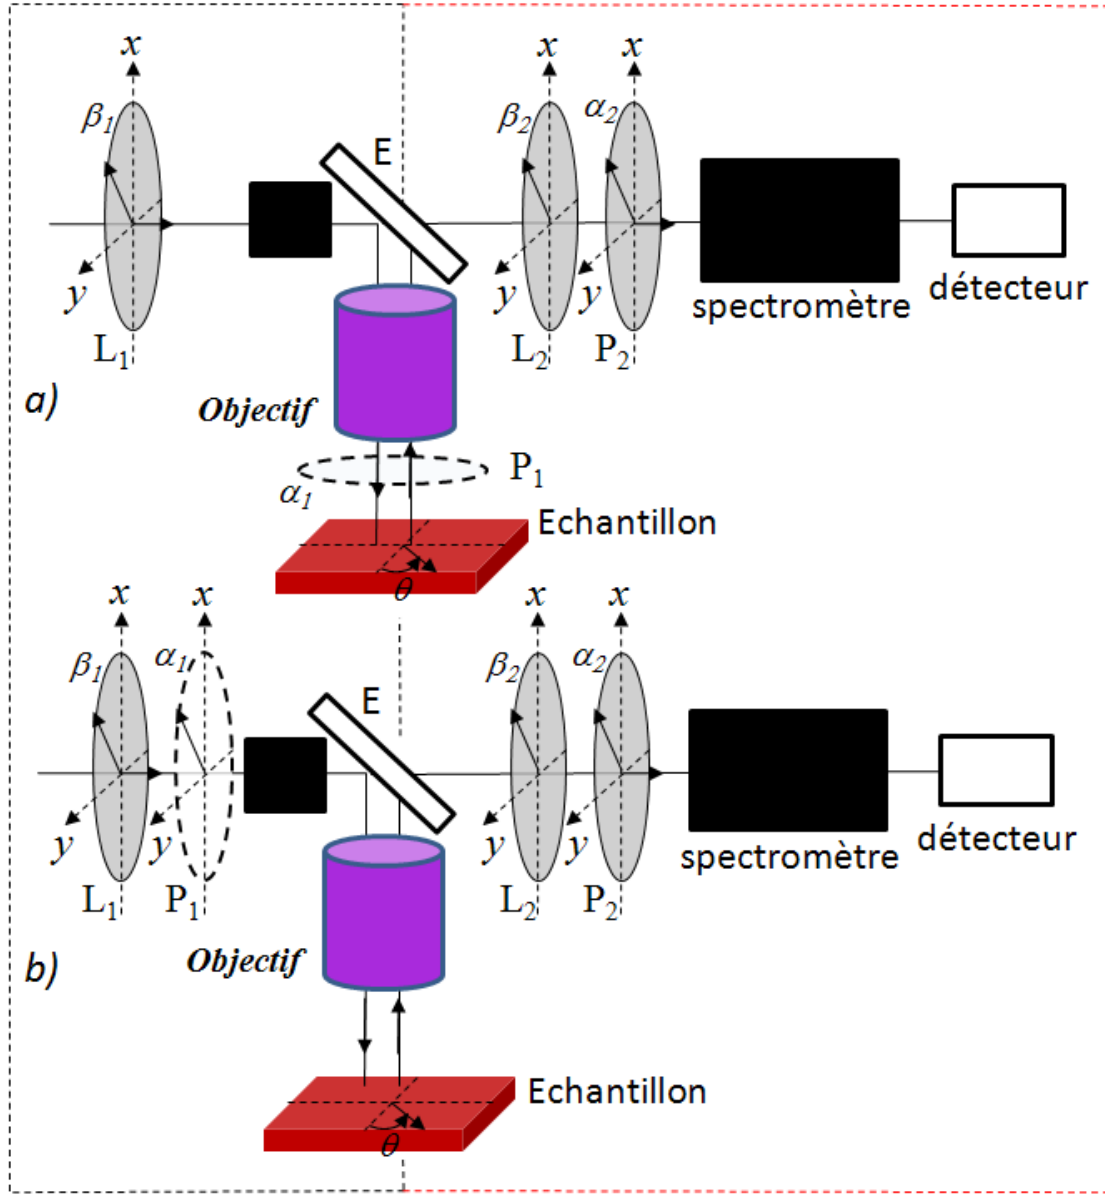 x x x
β1 β2 α2
E
y y y
spectromètre
détecteur
L1 L2 P2
a)
Objectif
P1
α1
Echantillon
θ
x x x x
β1 α1 β2 α2
E
y y y y
spectromètre
détecteur
L1 P1 L2 P2
b)
Objectif
Echantillon
θ